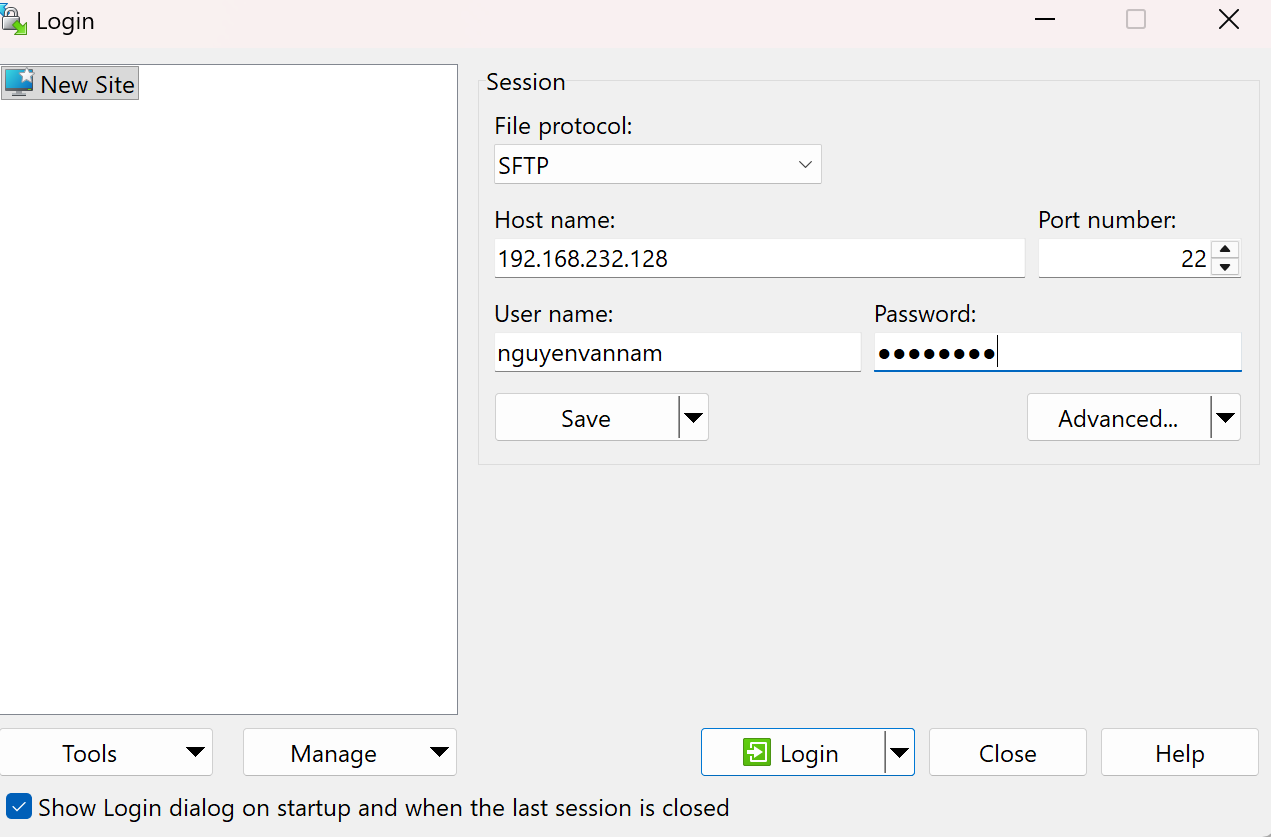 Login
New Site
Session
File protocol:
SFTP
Host name: Port number:
192.168.232.128 22
User name: Password:
nguyenvannam ●●●●●●●●
Save Advanced...
Tools Manage Login Close Help
Show Login dialog on startup and when the last session is closed